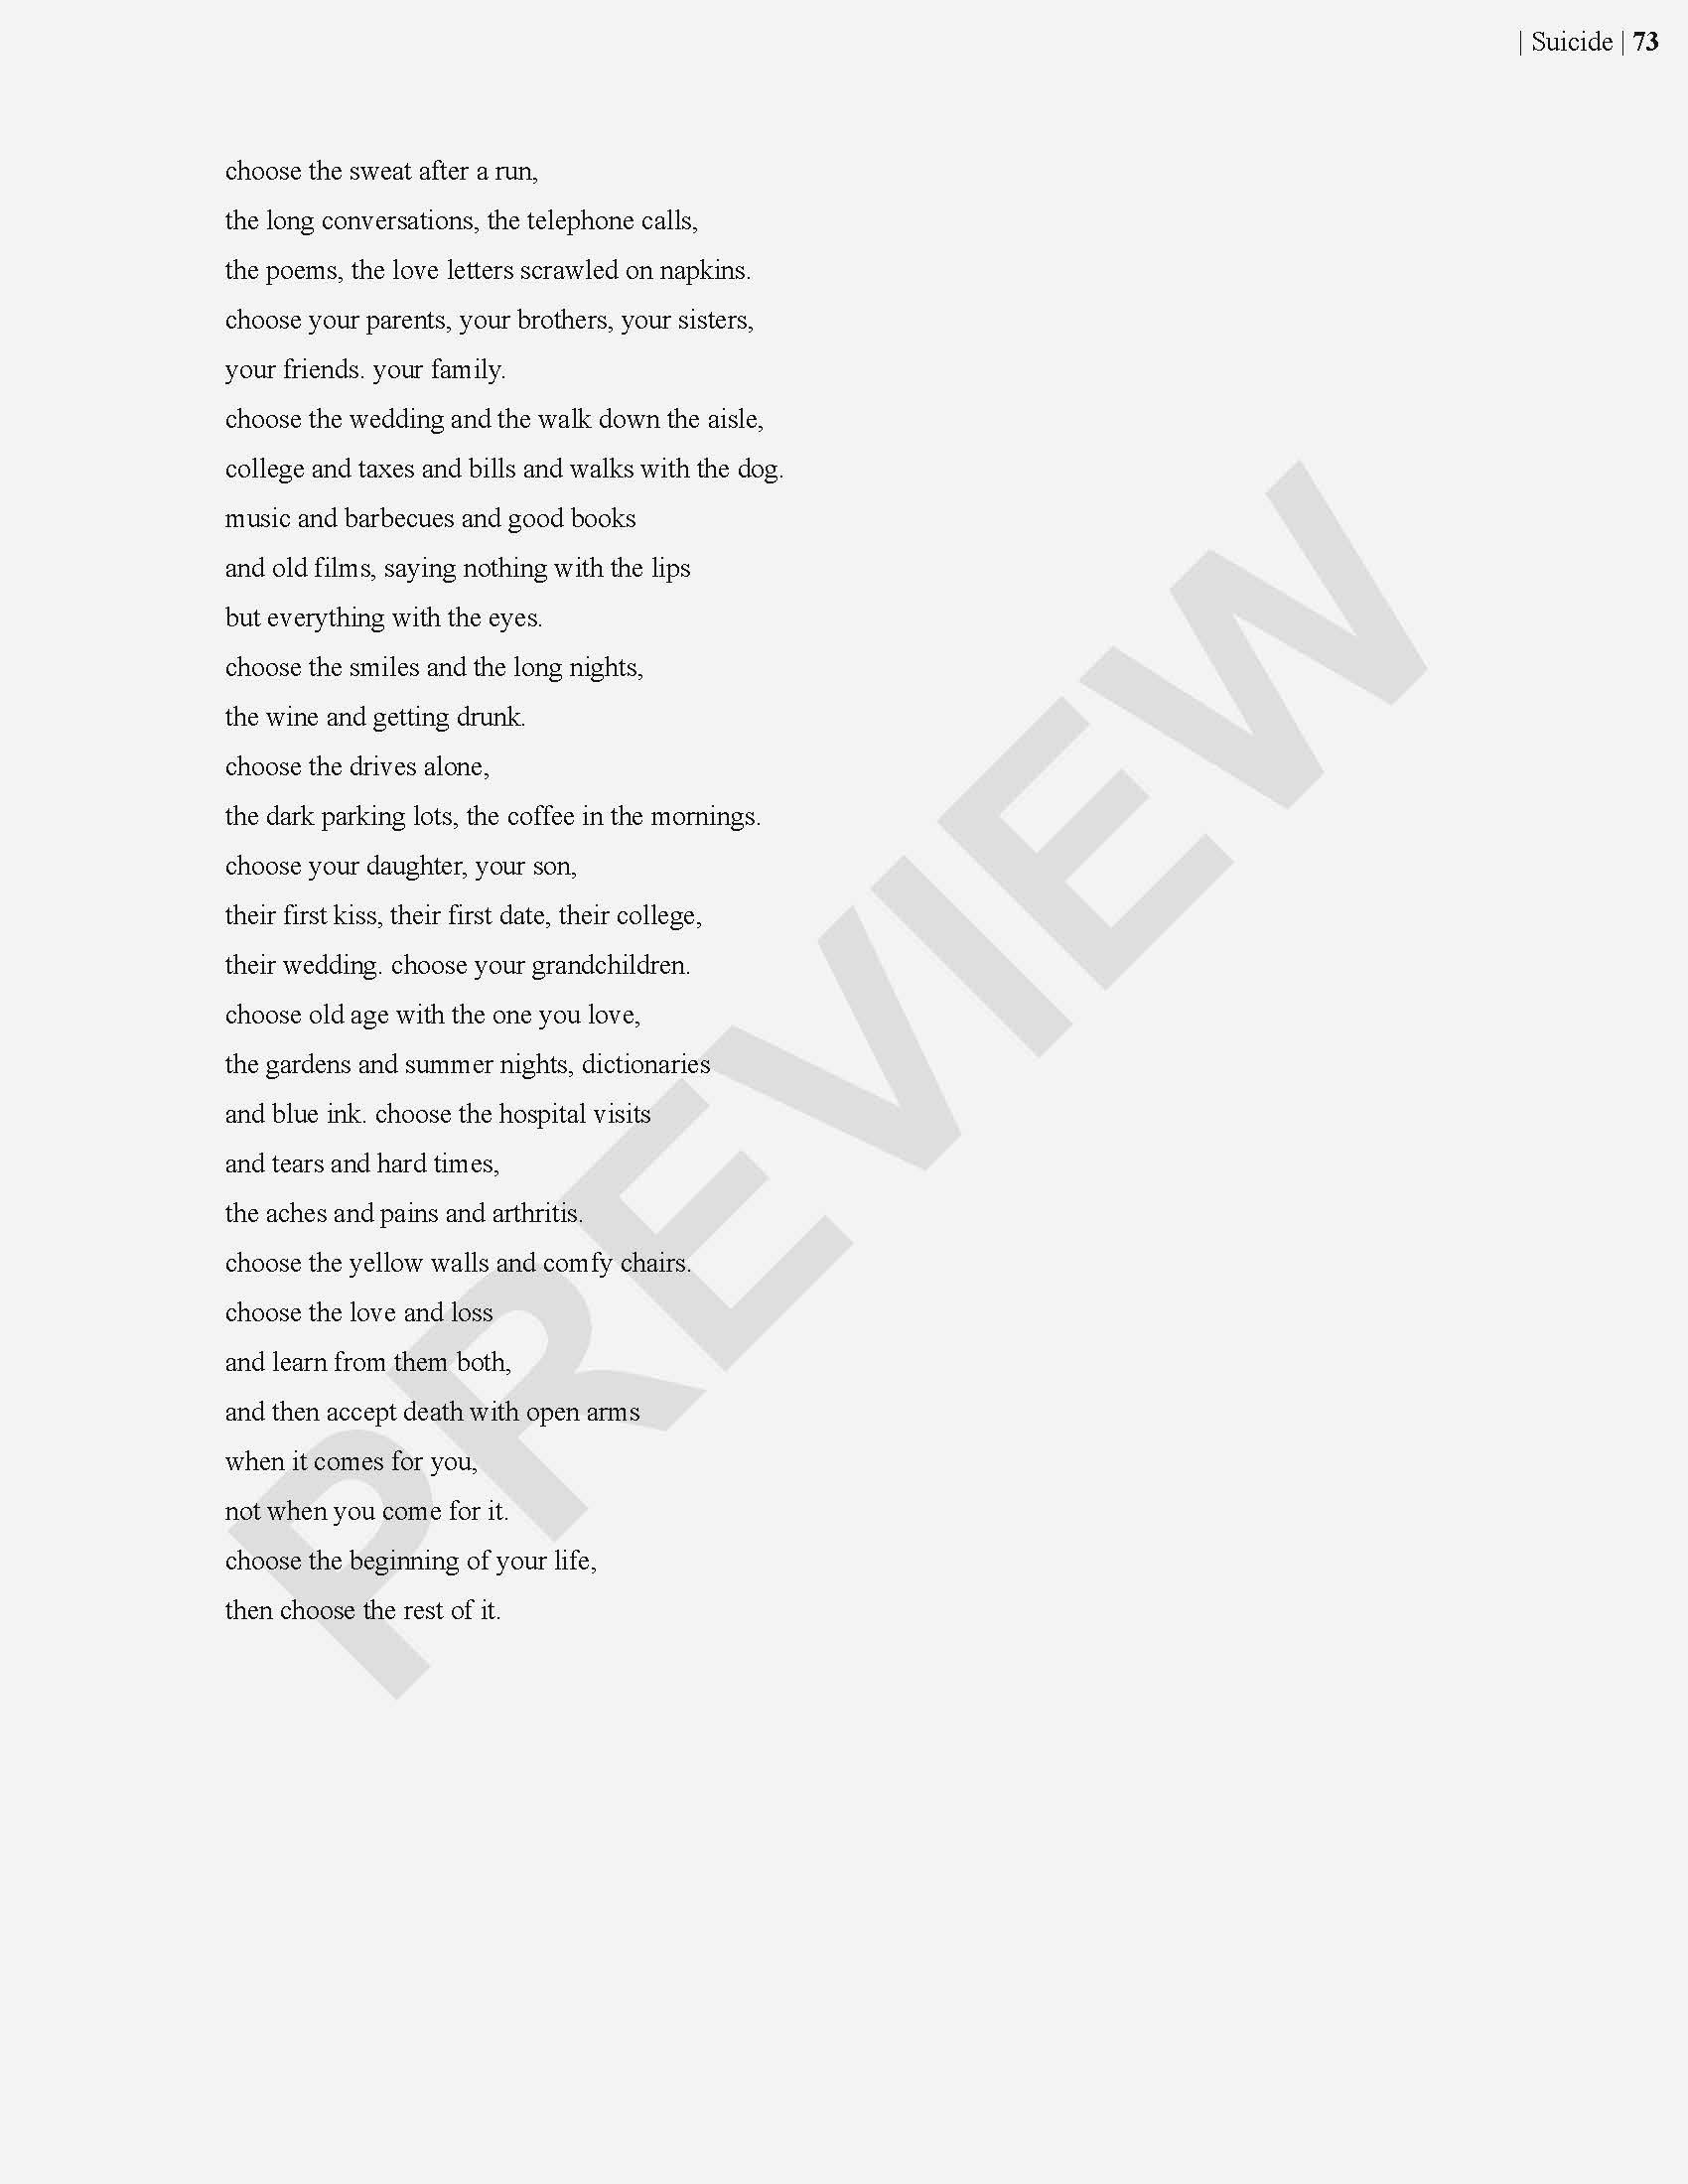 | Suicide | 73
choose the sweat after a run,
the long conversations, the telephone calls,
the poems, the love letters scrawled on napkins.
choose your parents, your brothers, your sisters,
your friends. your family.
choose the wedding and the walk down the aisle,
college and taxes and bills and walks with the dog.
music and barbecues and good books
and old films, saying nothing with the lips
but everything with the eyes.
choose the smiles and the long nights,
the wine and getting drunk.
choose the drives alone,
the dark parking lots, the coffee in the mornings.
choose your daughter, your son,
their first kiss, their first date, their college,
their wedding. choose your grandchildren.
choose old age with the one you love,
the gardens and summer nights, dictionaries
and blue ink. choose the hospital visits
and tears and hard times,
the aches and pains and arthritis.
choose the yellow walls and comfy chairs.
choose the love and loss
and learn from them both,
and then accept death with open arms
when it comes for you,
not when you come for it.
choose the beginning of your life,
then choose the rest of it.
PREVIEW